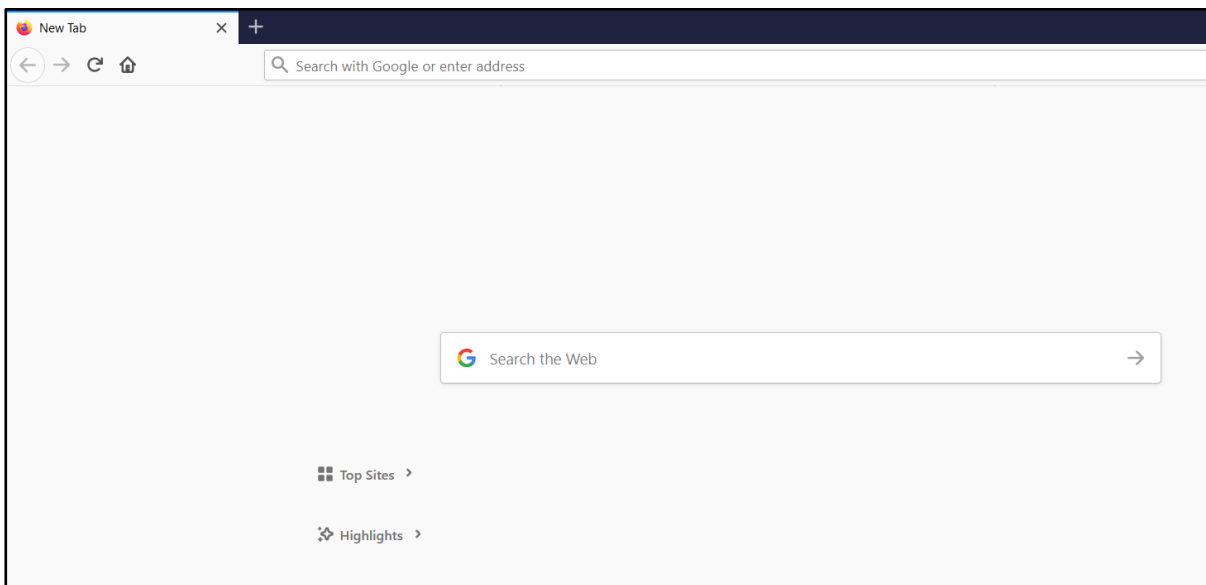 New Tab
Search with Google or enter address
Search the Web
Top Sites
Highlights